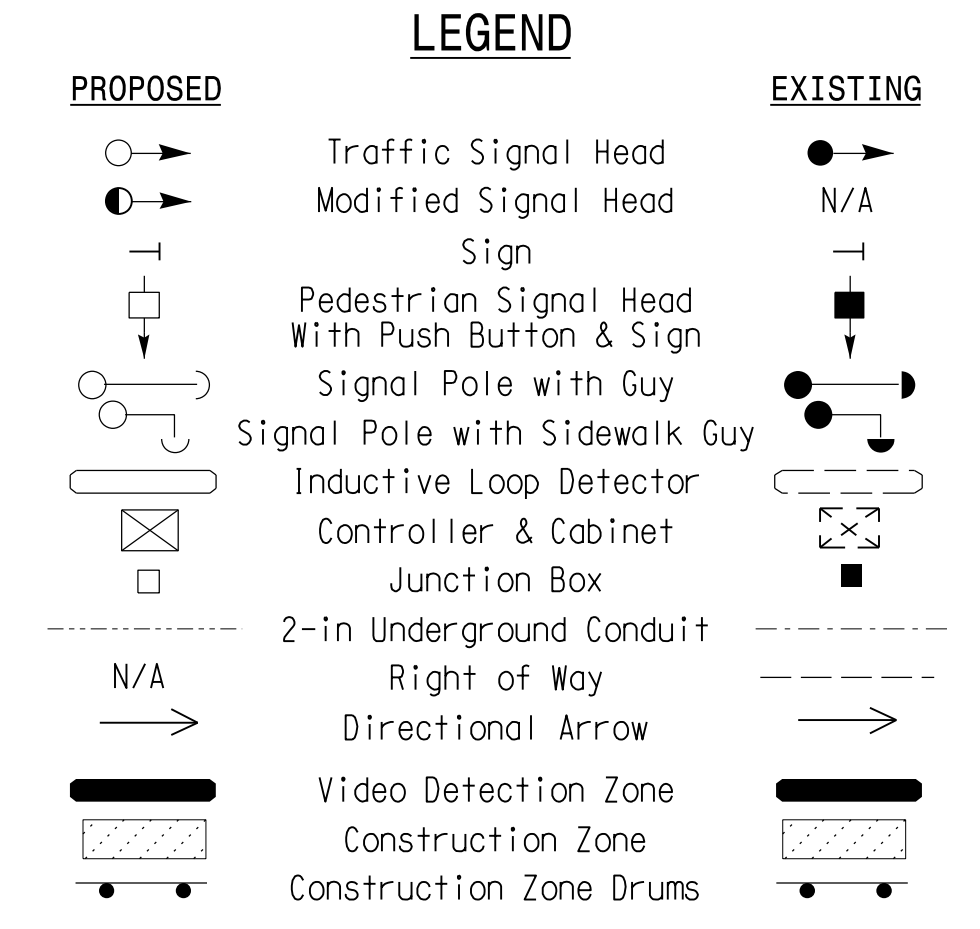 LEGEND
PROPOSED EXISTING
Traffic Signal Head
Modified Signal Head N/A
Sign
Pedestrian Signal Head
With Push Button & Sign
Signal Pole with Guy
Signal Pole with Sidewalk Guy
Inductive Loop Detector
Controller & Cabinet
Junction Box
2-in Underground Conduit
N/A Right of Way
Directional Arrow
Video Detection Zone
Construction Zone
Construction Zone Drums